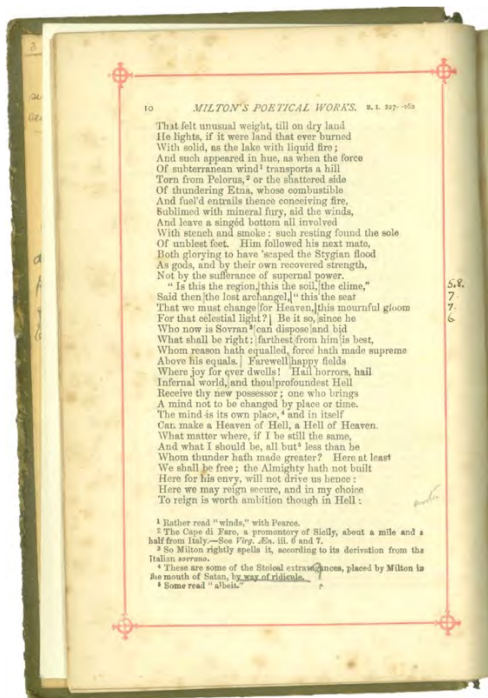 10 MILTON'S POETICAL WORKS. B. I. 227-262
That felt unusual weight, till on dry land
He lights, if it were land that ever burned
With solid, as the lake with liquid fire;
And such appeared in hue, as when the force
Of subterranean wind¹ transports a hill
Torn from Pelorus,² or the shattered side
Of thundering Etna, whose combustible
And fuel'd entrails thence conceiving fire,
Sublimed with mineral fury, aid the winds,
And leave a singéd bottom all involved
With stench and smoke: such resting found the sole
Of unblest feet. Him followed his next mate,
Both glorying to have 'scaped the Stygian flood
As gods, and by their own recovered strength,
Not by the sufferance of supernal power.
"Is this the region,|this the soil,|the clime," 5.8.
Said then|the lost archangel,|"this the seat 7.
That we must change|for Heaven,|this mournful gloom 7.
For that celestial light?| Be it so,|since he 6
Who now is Sovran³|can dispose|and bid
What shall be right:|farthest|from him|is best,
Whom reason hath equalled, force hath made supreme
Above his equals.| Farewell|happy fields
Where joy for ever dwells! Hail horrors, hail
Infernal world,|and thou|profoundest Hell
Receive thy new possessor; one who brings
A mind not to be changed by place or time.
The mind is its own place,⁴ and in itself
Can make a Heaven of Hell, a Hell of Heaven.
What matter where, if I be still the same,
And what I should be, all but⁵ less than he
Whom thunder hath made greater? Here at least
We shall be free; the Almighty hath not built
Here for his envy, will not drive us hence:
Here we may reign secure, and in my choice
To reign is worth ambition though in Hell:
¹ Rather read "winds," with Pearce.
² The Cape di Faro, a promontory of Sicily, about a mile and a
half from Italy.—See Virg. Æn. iii. 6 and 7.
³ So Milton rightly spells it, according to its derivation from the
Italian sovrano.
⁴ These are some of the Stoical extravagances, placed by Milton in
the mouth of Satan, by way of ridicule. ?
⁵ Some read "albeit."